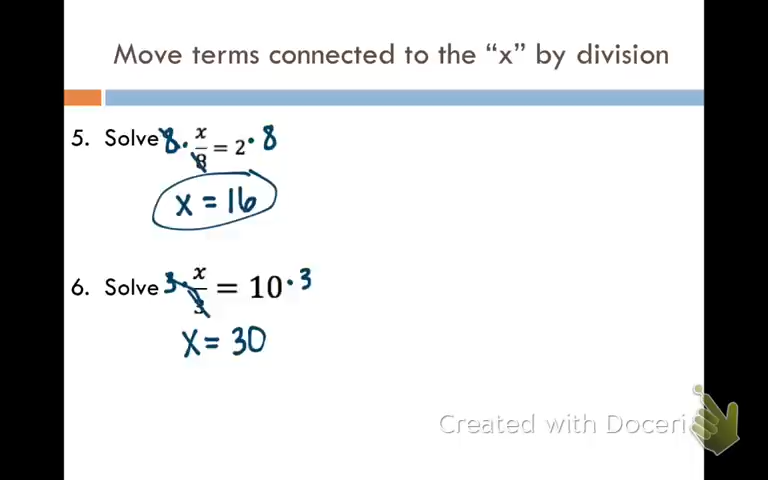 Move terms connected to the “x” by division
5. Solve 8 · x/8 = 2 · 8
x = 16
6. Solve 3 · x/3 = 10 · 3
x = 30
Created with Doceri